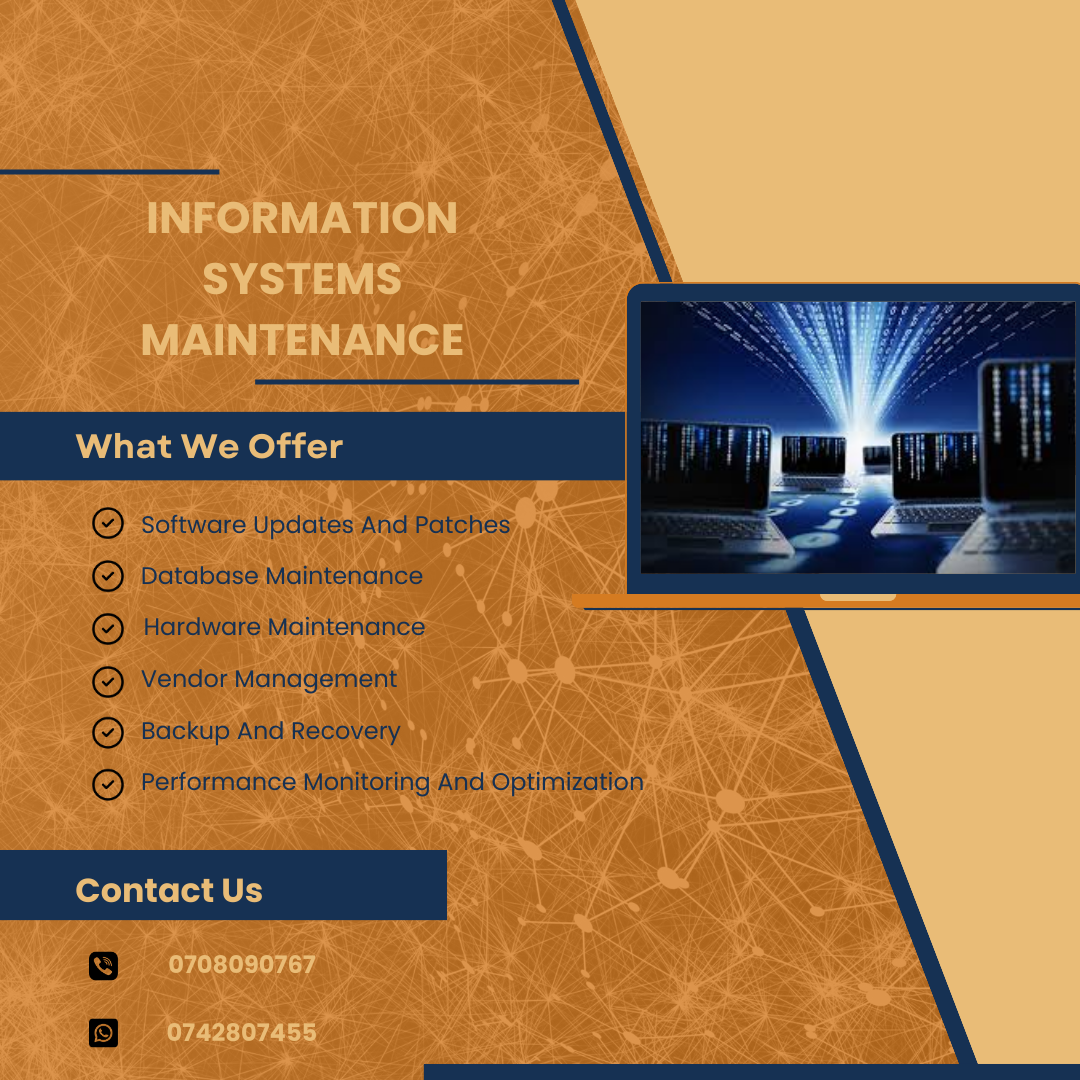 INFORMATION
SYSTEMS
MAINTENANCE
What We Offer
Software Updates And Patches
Database Maintenance
Hardware Maintenance
Vendor Management
Backup And Recovery
Performance Monitoring And Optimization
Contact Us
0708090767
0742807455